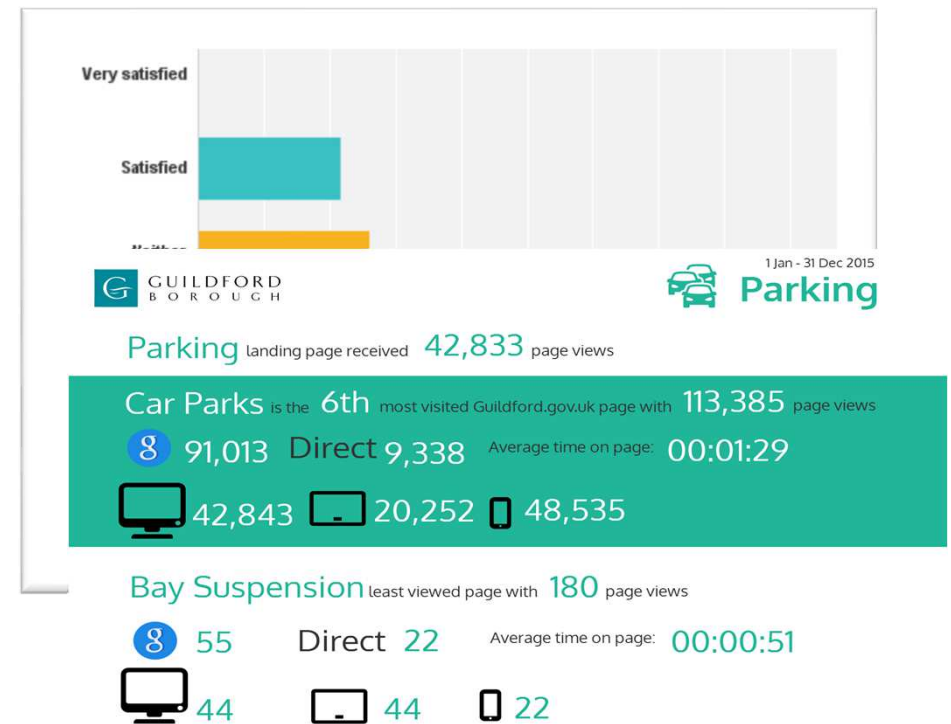 Very satisfied
Satisfied
GUILDFORD
BOROUGH
1 Jan - 31 Dec 2015
Parking
Parking landing page received 42,833 page views
Car Parks is the 6th most visited Guildford.gov.uk page with 113,385 page views
8 91,013 Direct 9,338 Average time on page: 00:01:29
42,843 20,252 48,535
Bay Suspension least viewed page with 180 page views
8 55 Direct 22 Average time on page: 00:00:51
44 44 22